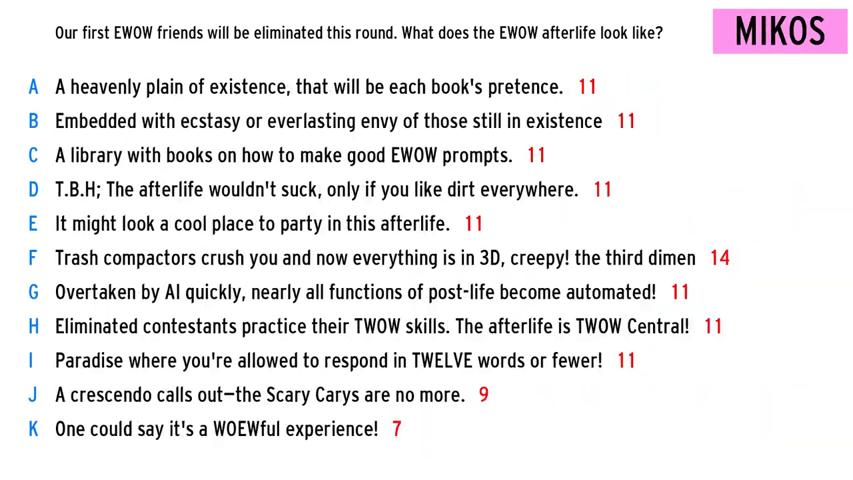 Our first EWOW friends will be eliminated this round. What does the EWOW afterlife look like?
MIKOS
A A heavenly plain of existence, that will be each book's pretence. 11
B Embedded with ecstasy or everlasting envy of those still in existence 11
C A library with books on how to make good EWOW prompts. 11
D T.B.H; The afterlife wouldn't suck, only if you like dirt everywhere. 11
E It might look a cool place to party in this afterlife. 11
F Trash compactors crush you and now everything is in 3D, creepy! the third dimen 14
G Overtaken by AI quickly, nearly all functions of post-life become automated! 11
H Eliminated contestants practice their TWOW skills. The afterlife is TWOW Central! 11
I Paradise where you're allowed to respond in TWELVE words or fewer! 11
J A crescendo calls out—the Scary Carys are no more. 9
K One could say it's a WOEWful experience! 7